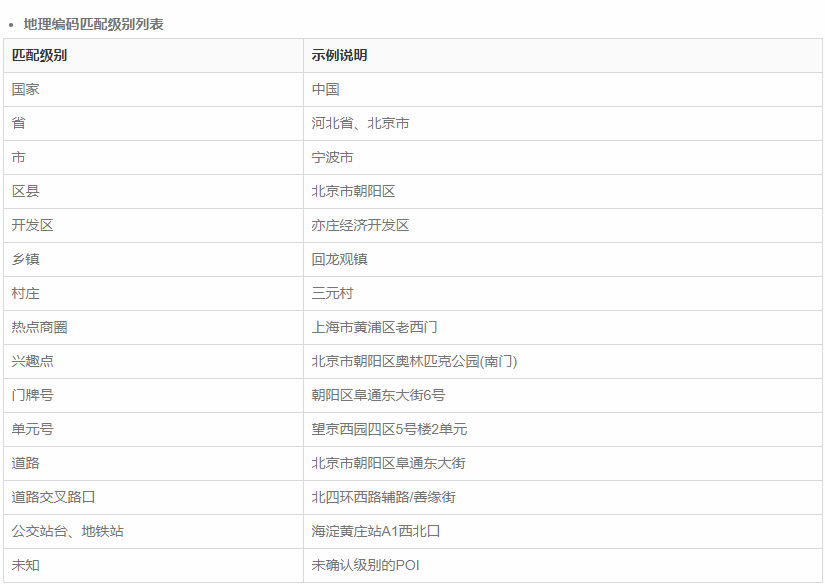 地理编码匹配级别列表
匹配级别 示例说明
国家 中国
省 河北省、北京市
市 宁波市
区县 北京市朝阳区
开发区 亦庄经济开发区
乡镇 回龙观镇
村庄 三元村
热点商圈 上海市黄浦区老西门
兴趣点 北京市朝阳区奥林匹克公园(南门)
门牌号 朝阳区阜通东大街6号
单元号 望京西园四区5号楼2单元
道路 北京市朝阳区阜通东大街
道路交叉路口 北四环西路辅路/善缘街
公交站台、地铁站 海淀黄庄站A1西北口
未知 未确认级别的POI